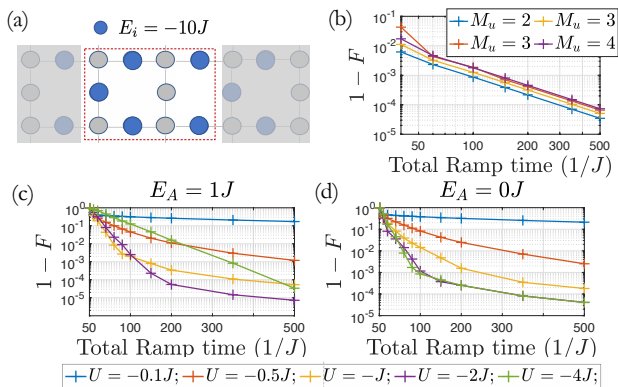 (a)
E_i = −10J
(b)
M_u = 2
M_u = 3
M_u = 3
M_u = 4
1 − F
10^0
10^-1
10^-2
10^-3
10^-4
10^-5
50
100
200
300
500
Total Ramp time (1/J)
(c)
E_A = 1J
1 − F
10^0
10^-1
10^-2
10^-3
10^-4
10^-5
50
100
200
300
500
Total Ramp time (1/J)
(d)
E_A = 0J
1 − F
10^0
10^-1
10^-2
10^-3
10^-4
10^-5
50
100
200
300
500
Total Ramp time (1/J)
U = −0.1J; U = −0.5J; U = −J; U = −2J; U = −4J;